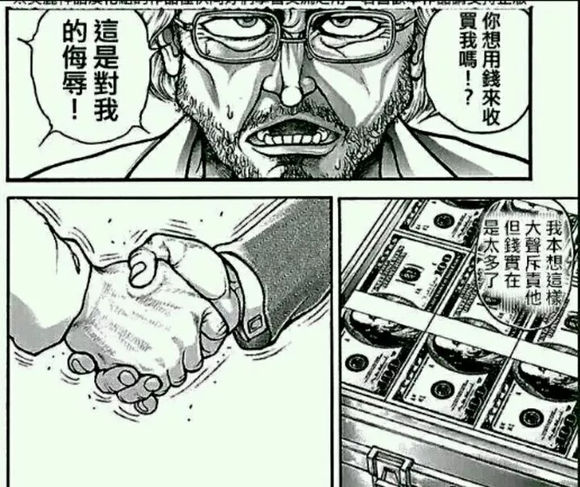 你想用錢來收
買我嗎!?
這是對我
的侮辱!
我本想這樣
大聲斥責他
但錢實在
是太多了